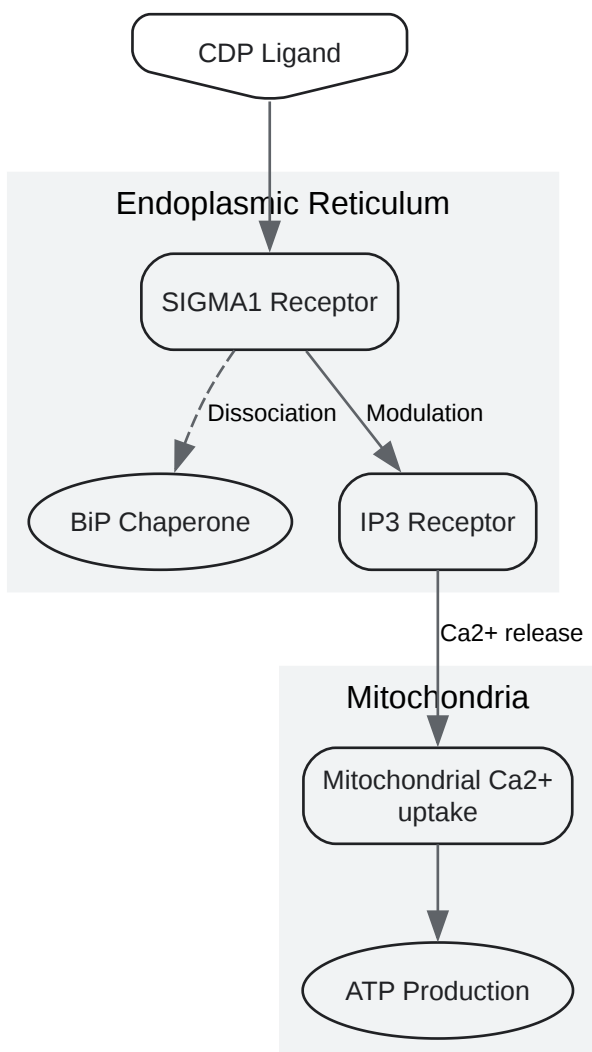 CDP Ligand
Endoplasmic Reticulum
SIGMA1 Receptor
Dissociation
Modulation
BiP Chaperone
IP3 Receptor
Ca2+ release
Mitochondria
Mitochondrial Ca2+
uptake
ATP Production